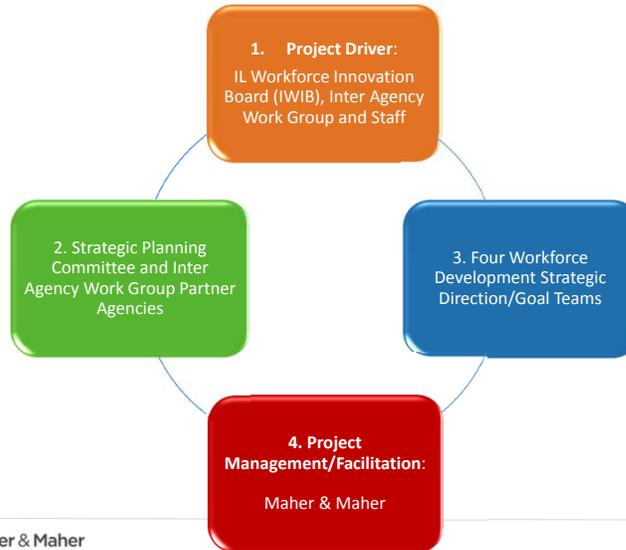 1. Project Driver:
IL Workforce Innovation
Board (IWIB), Inter Agency
Work Group and Staff
2. Strategic Planning
Committee and Inter
Agency Work Group Partner
Agencies
3. Four Workforce
Development Strategic
Direction/Goal Teams
4. Project
Management/Facilitation:
Maher & Maher
er & Maher